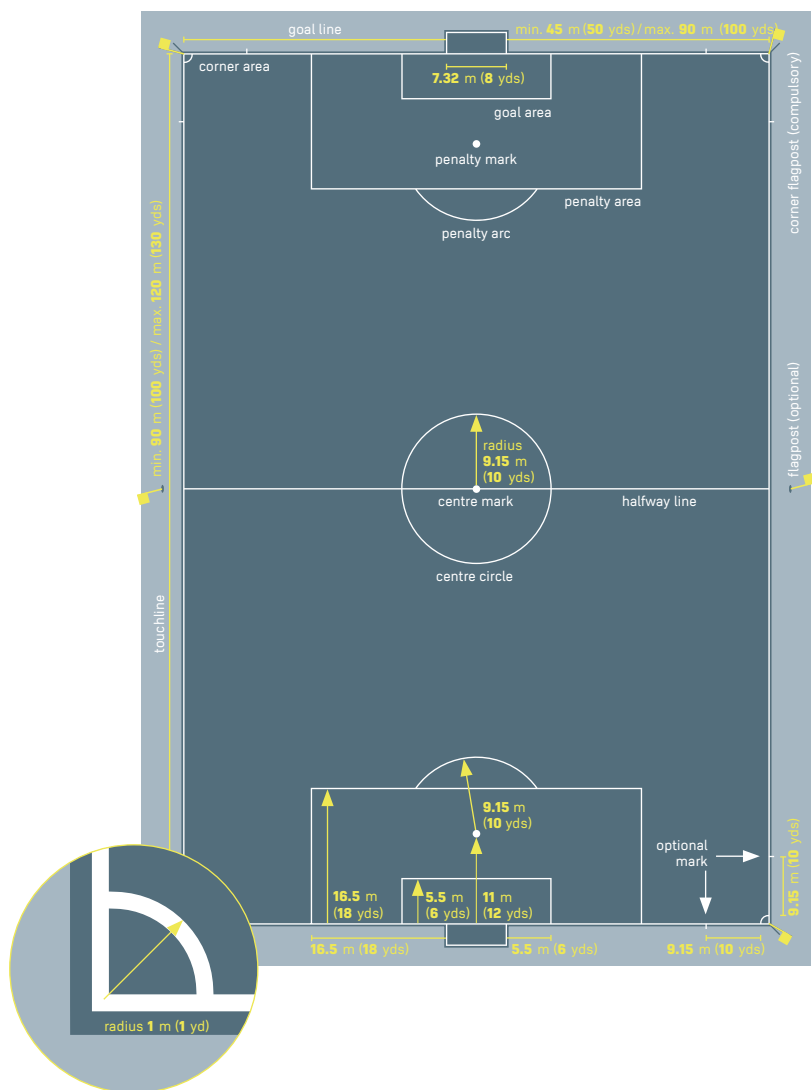 goal line
min. 45 m (50 yds) / max. 90 m (100 yds)
corner area
7.32 m (8 yds)
goal area
penalty mark
penalty area
penalty arc
corner flagpost (compulsory)
min. 90 m (100 yds) / max. 120 m (130 yds)
flagpost (optional)
radius
9.15 m
(10 yds)
centre mark
halfway line
centre circle
touchline
9.15 m
(10 yds)
optional
mark
9.15 m (10 yds)
16.5 m
(18 yds)
5.5 m
(6 yds)
11 m
(12 yds)
16.5 m (18 yds)
5.5 m (6 yds)
9.15 m (10 yds)
radius 1 m (1 yd)